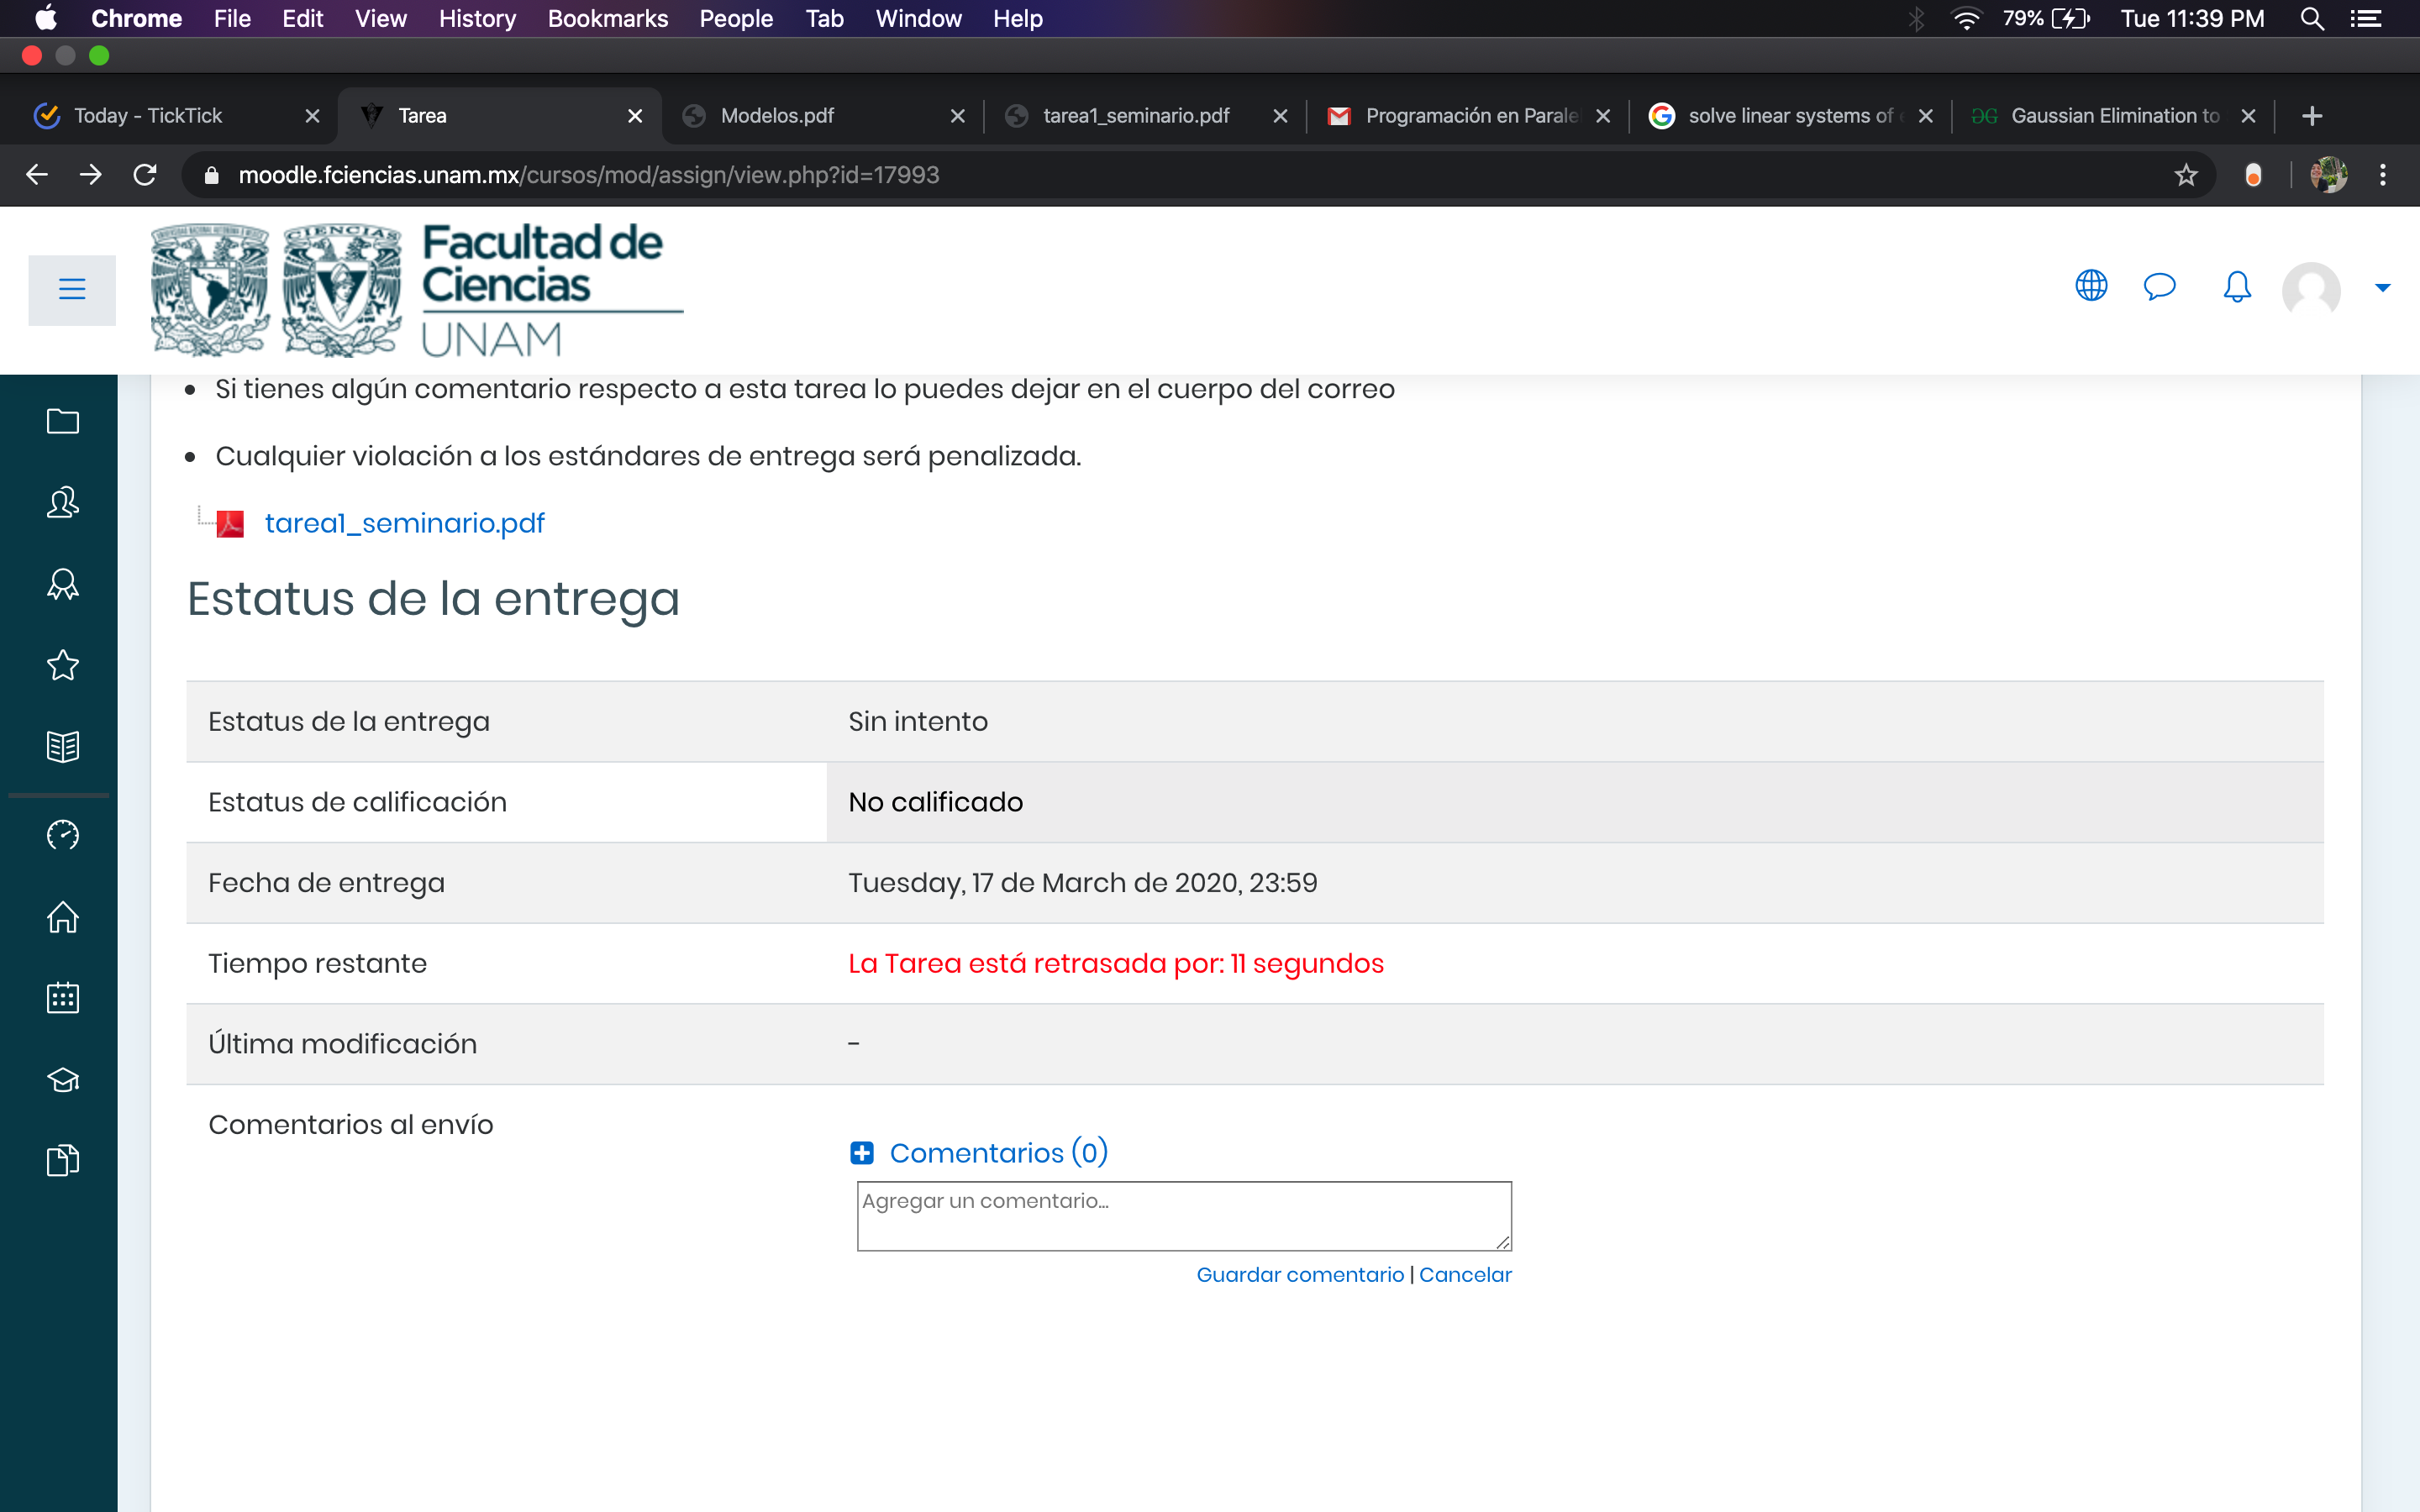 Chrome File Edit View History Bookmarks People Tab Window Help 79% Tue 11:39 PM
Today - TickTick Tarea Modelos.pdf tarea1_seminario.pdf Programación en Parale solve linear systems of Gaussian Elimination to
moodle.fciencias.unam.mx/cursos/mod/assign/view.php?id=17993
CIENCIAS
Facultad de
Ciencias
UNAM
• Si tienes algún comentario respecto a esta tarea lo puedes dejar en el cuerpo del correo
• Cualquier violación a los estándares de entrega será penalizada.
tarea1_seminario.pdf
Estatus de la entrega
Estatus de la entrega Sin intento
Estatus de calificación No calificado
Fecha de entrega Tuesday, 17 de March de 2020, 23:59
Tiempo restante La Tarea está retrasada por: 11 segundos
Última modificación -
Comentarios al envío
Comentarios (0)
Agregar un comentario...
Guardar comentario | Cancelar